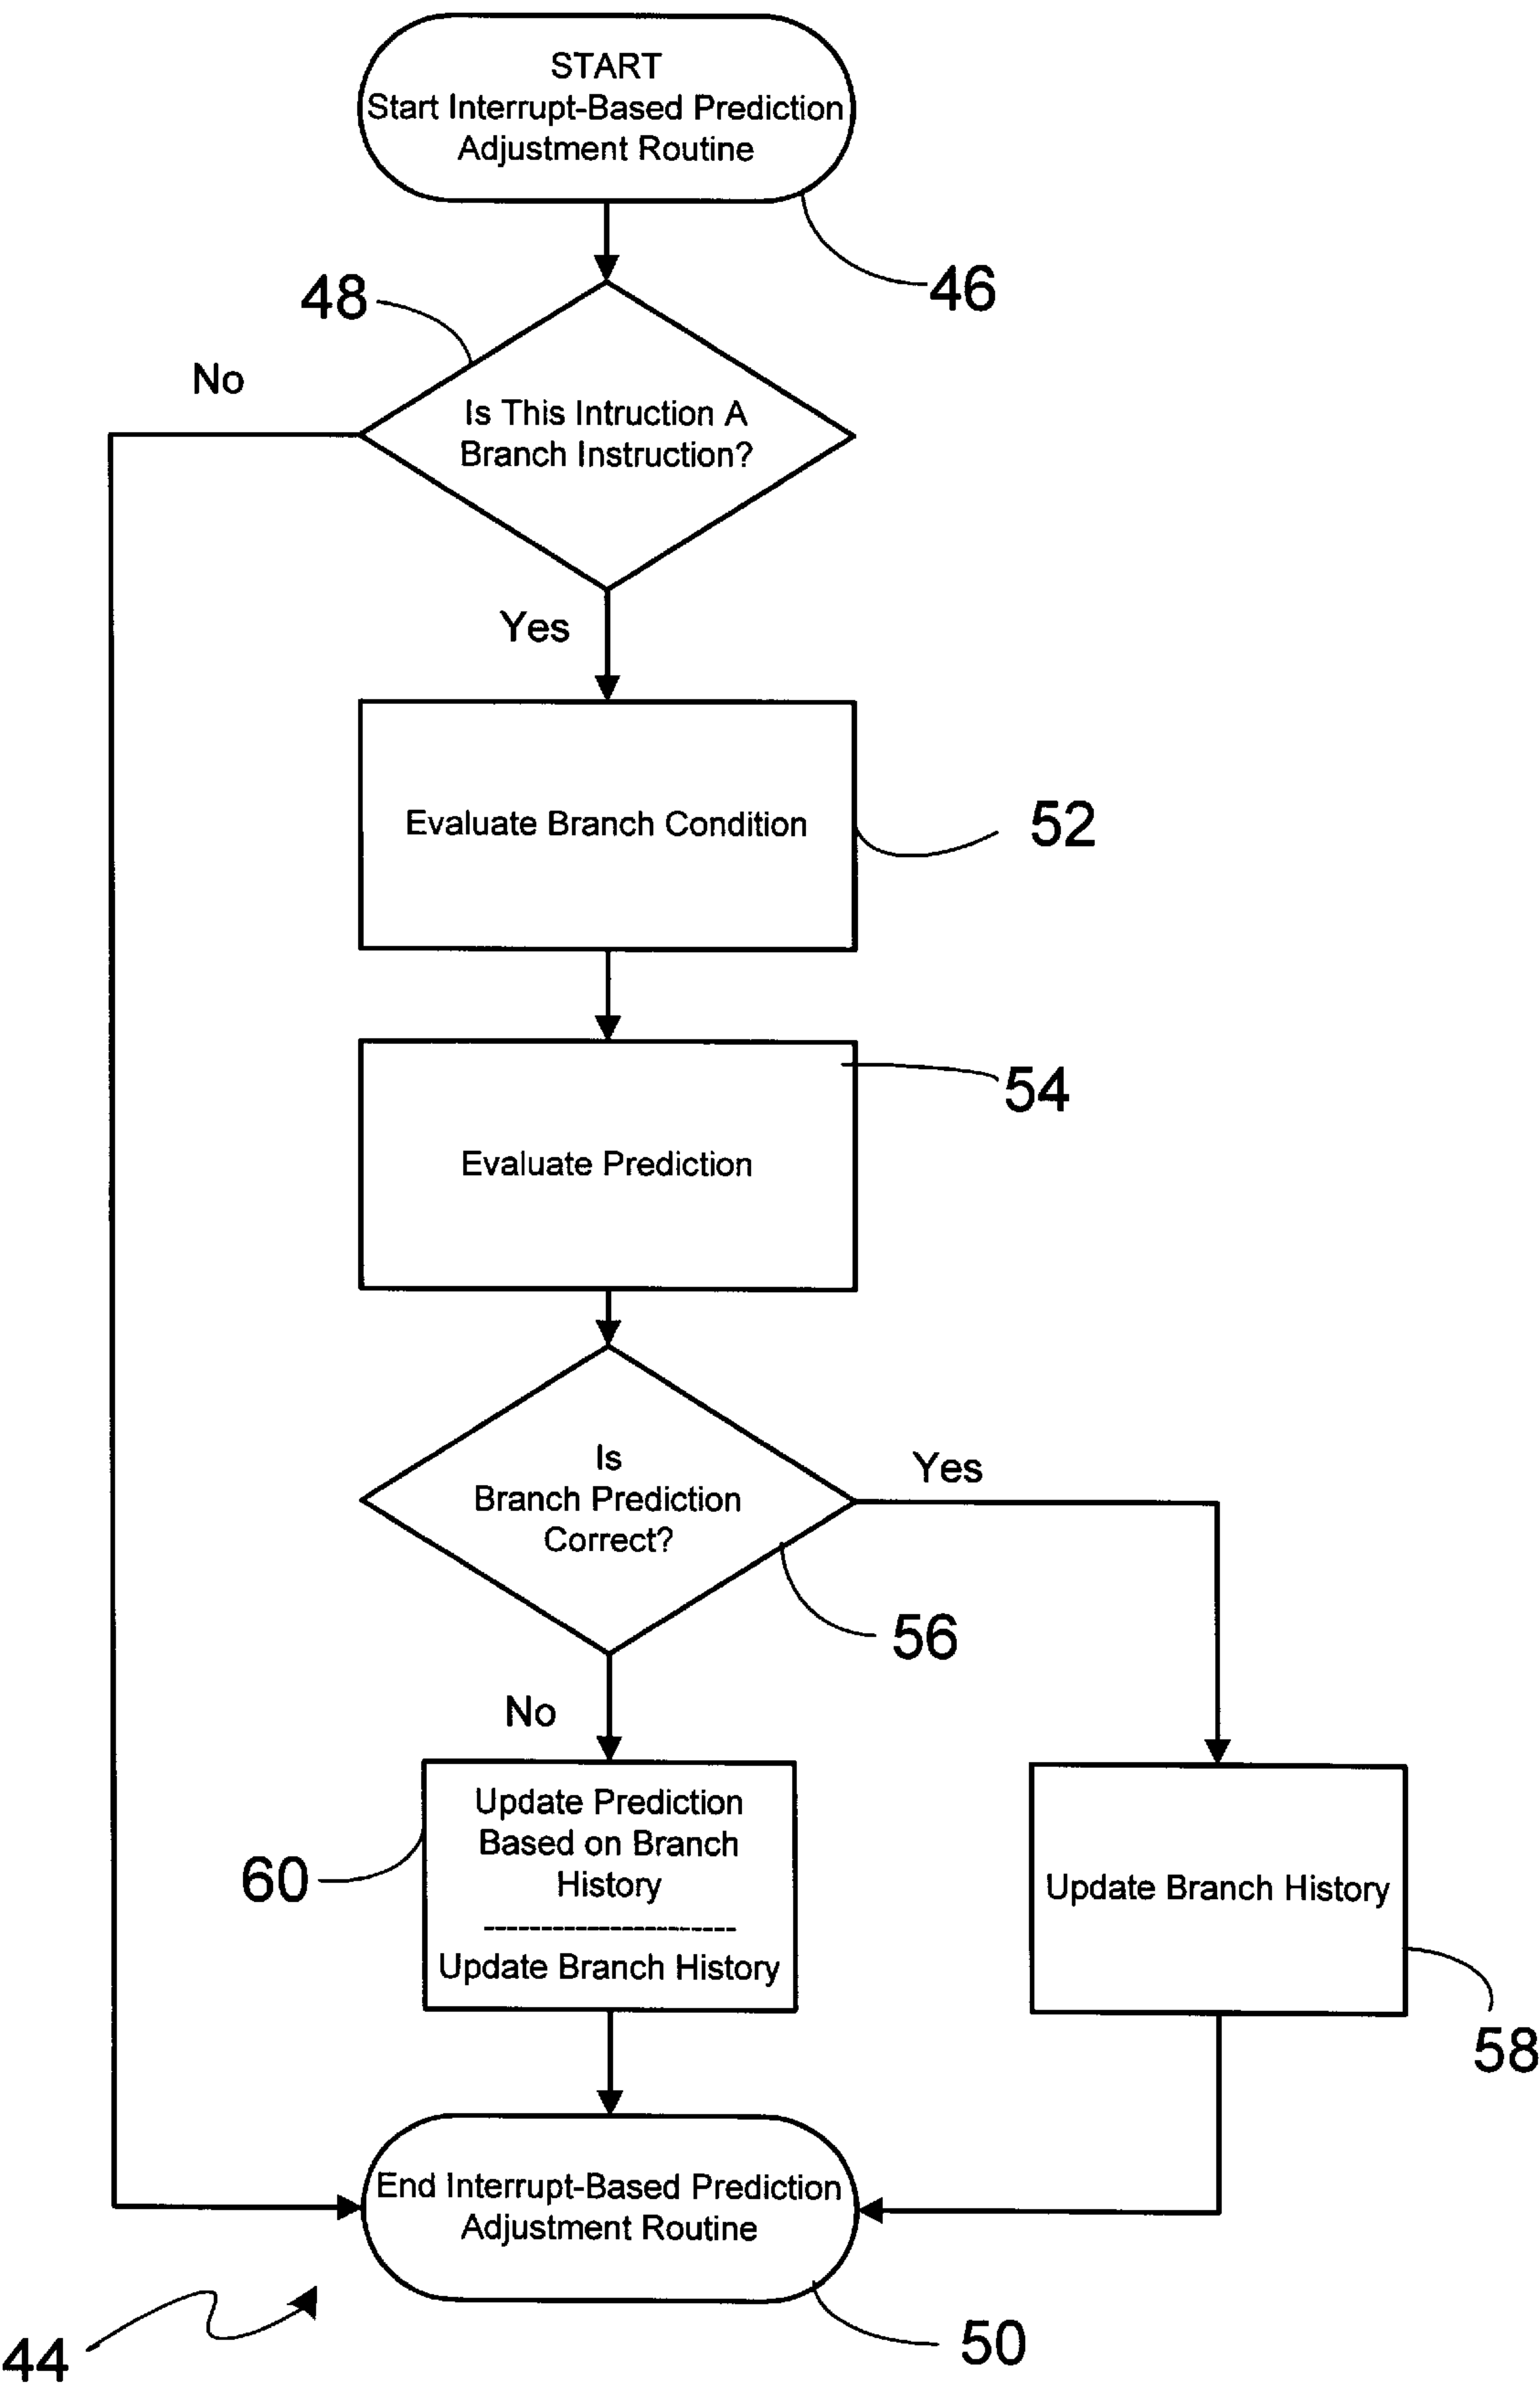 START
Start Interrupt-Based Prediction
Adjustment Routine
46
48
No
Is This Intruction A
Branch Instruction?
Yes
Evaluate Branch Condition
52
54
Evaluate Prediction
Is
Branch Prediction
Correct?
Yes
56
No
Update Prediction
Based on Branch
History
----------------------
Update Branch History
60
Update Branch History
58
End Interrupt-Based Prediction
Adjustment Routine
50
44